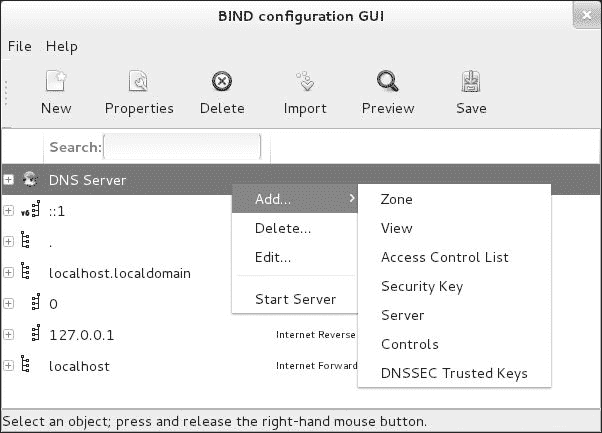 BIND configuration GUI
File Help
New Properties Delete Import Preview Save
Search:
DNS Server
Add... Zone
::1
Delete... View
.
Edit... Access Control List
localhost.localdomain
Security Key
0
Start Server Server
127.0.0.1 Internet Reverse
Controls
localhost Internet Forward
DNSSEC Trusted Keys
Select an object; press and release the right-hand mouse button.